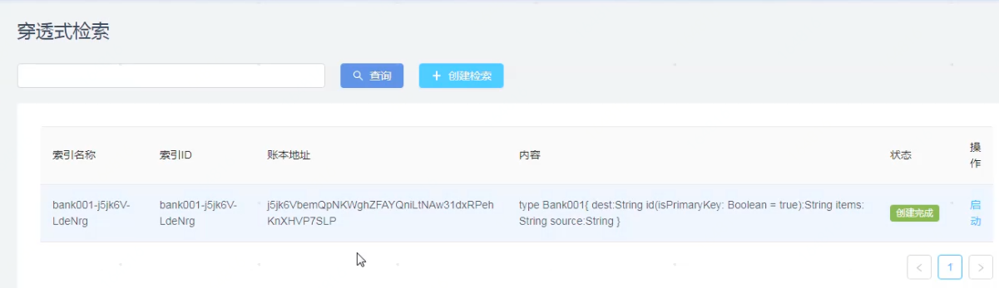 穿透式检索
查询
创建检索
索引名称 索引ID 账本地址 内容 状态 操作
bank001-j5jk6V- bank001-j5jk6V- j5jk6VbemQpNKWghZFAYQniLtNAw31dxRPeh type Bank001{ dest:String id(isPrimaryKey: Boolean = true):String items: 创建完成 启
LdeNrg LdeNrg KnXHVP7SLP String source:String } 动
1